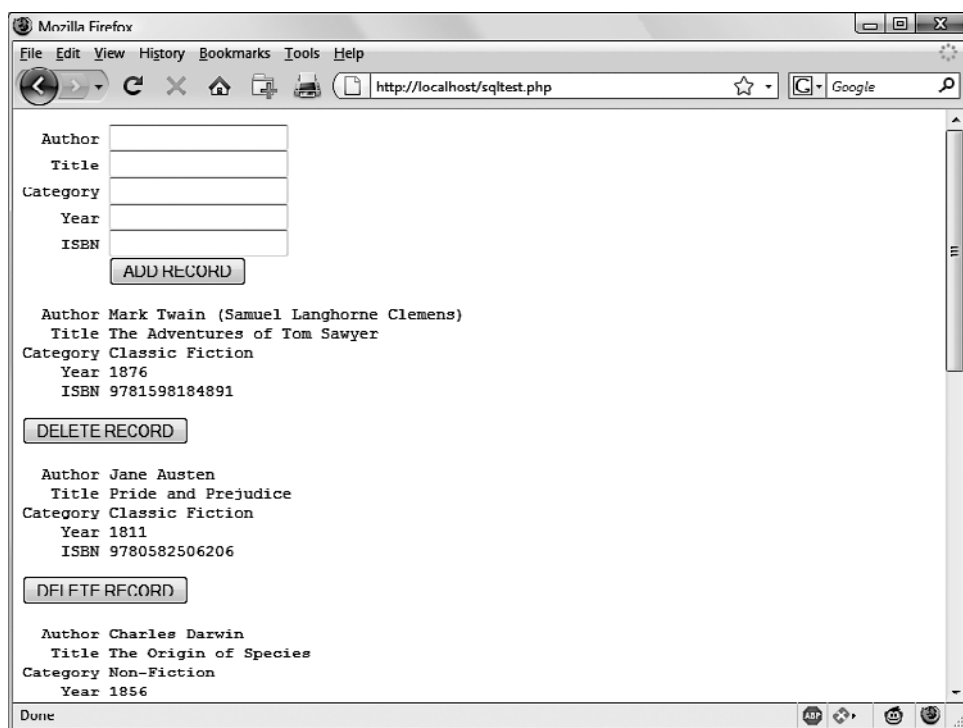 Mozilla Firefox
File Edit View History Bookmarks Tools Help
http://localhost/sqltest.php
G Google
Author
Title
Category
Year
ISBN
ADD RECORD
Author Mark Twain (Samuel Langhorne Clemens)
Title The Adventures of Tom Sawyer
Category Classic Fiction
Year 1876
ISBN 9781598184891
DELETE RECORD
Author Jane Austen
Title Pride and Prejudice
Category Classic Fiction
Year 1811
ISBN 9780582506206
DELETE RECORD
Author Charles Darwin
Title The Origin of Species
Category Non-Fiction
Year 1856
Done
ABP